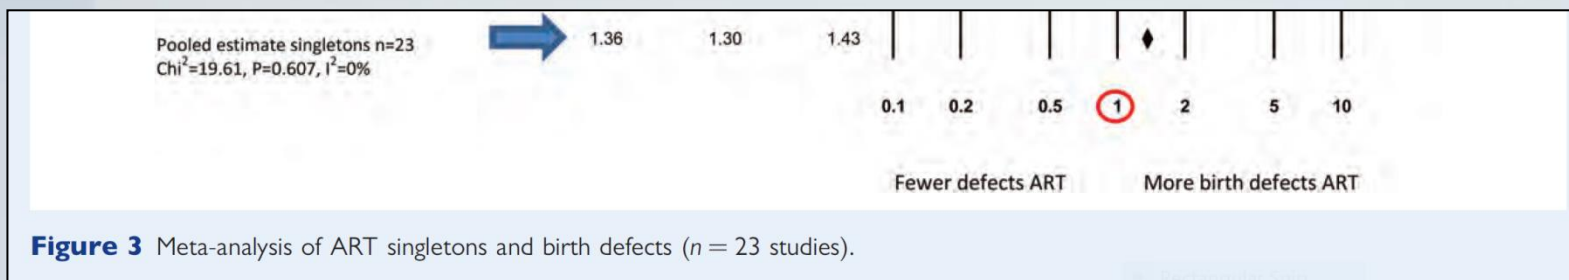 Pooled estimate singletons n=23 1.36 1.30 1.43
Chi²=19.61, P=0.607, I²=0%
0.1 0.2 0.5 1 2 5 10
Fewer defects ART More birth defects ART
Figure 3 Meta-analysis of ART singletons and birth defects (n = 23 studies).